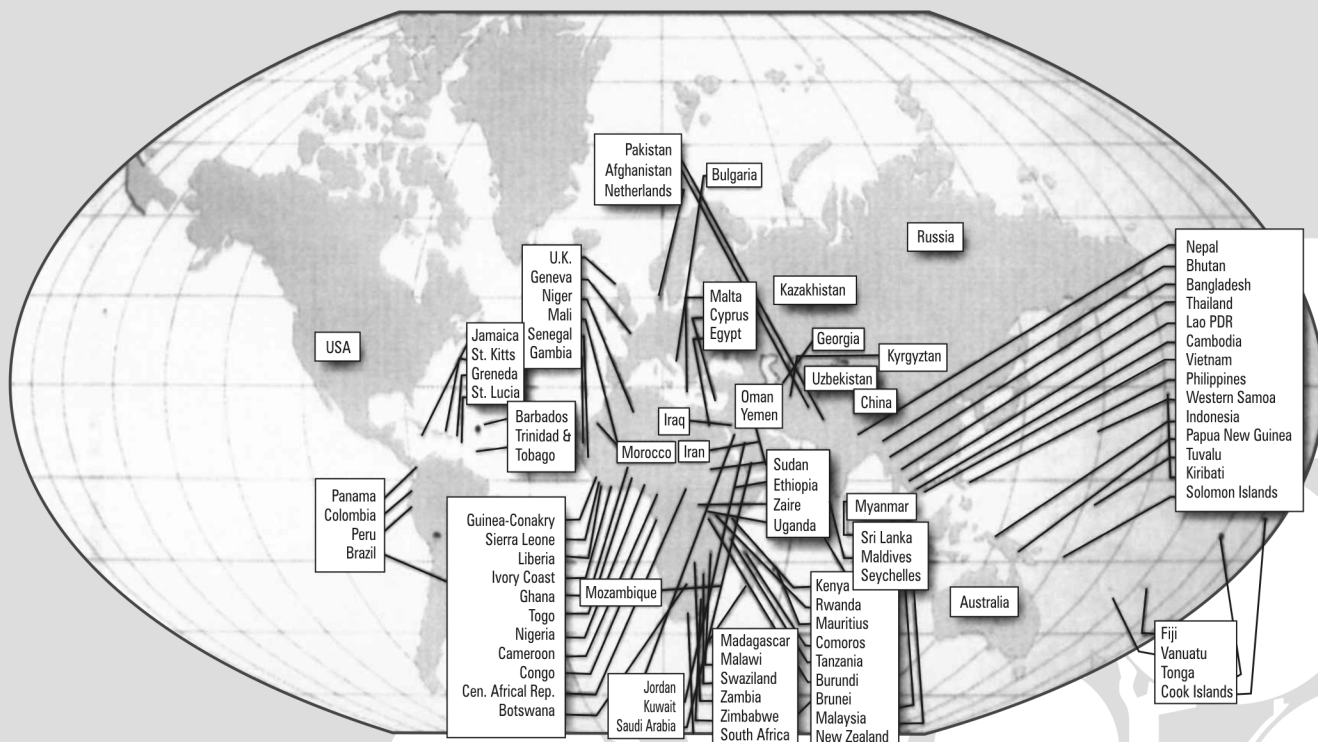 Pakistan
Afghanistan
Netherlands
Bulgaria
Russia
U.K.
Geneva
Niger
Mali
Senegal
Gambia
Malta
Cyprus
Egypt
Kazakhstan
Nepal
Bhutan
Bangladesh
Thailand
Lao PDR
Cambodia
Vietnam
Philippines
Western Samoa
Indonesia
Papua New Guinea
Tuvalu
Kiribati
Solomon Islands
USA
Jamaica
St. Kitts
Greneda
St. Lucia
Georgia
Kyrgyztan
Uzbekistan
China
Oman
Yemen
Barbados
Trinidad &
Tobago
Iraq
Morocco
Iran
Sudan
Ethiopia
Zaire
Uganda
Panama
Colombia
Peru
Brazil
Myanmar
Sri Lanka
Maldives
Seychelles
Guinea-Conakry
Sierra Leone
Liberia
Ivory Coast
Ghana
Togo
Nigeria
Cameroon
Congo
Cen. Africal Rep.
Botswana
Mozambique
Australia
Kenya
Rwanda
Mauritius
Comoros
Tanzania
Burundi
Brunei
Malaysia
New Zealand
Madagascar
Malawi
Swaziland
Zambia
Zimbabwe
South Africa
Jordan
Kuwait
Saudi Arabia
Fiji
Vanuatu
Tonga
Cook Islands